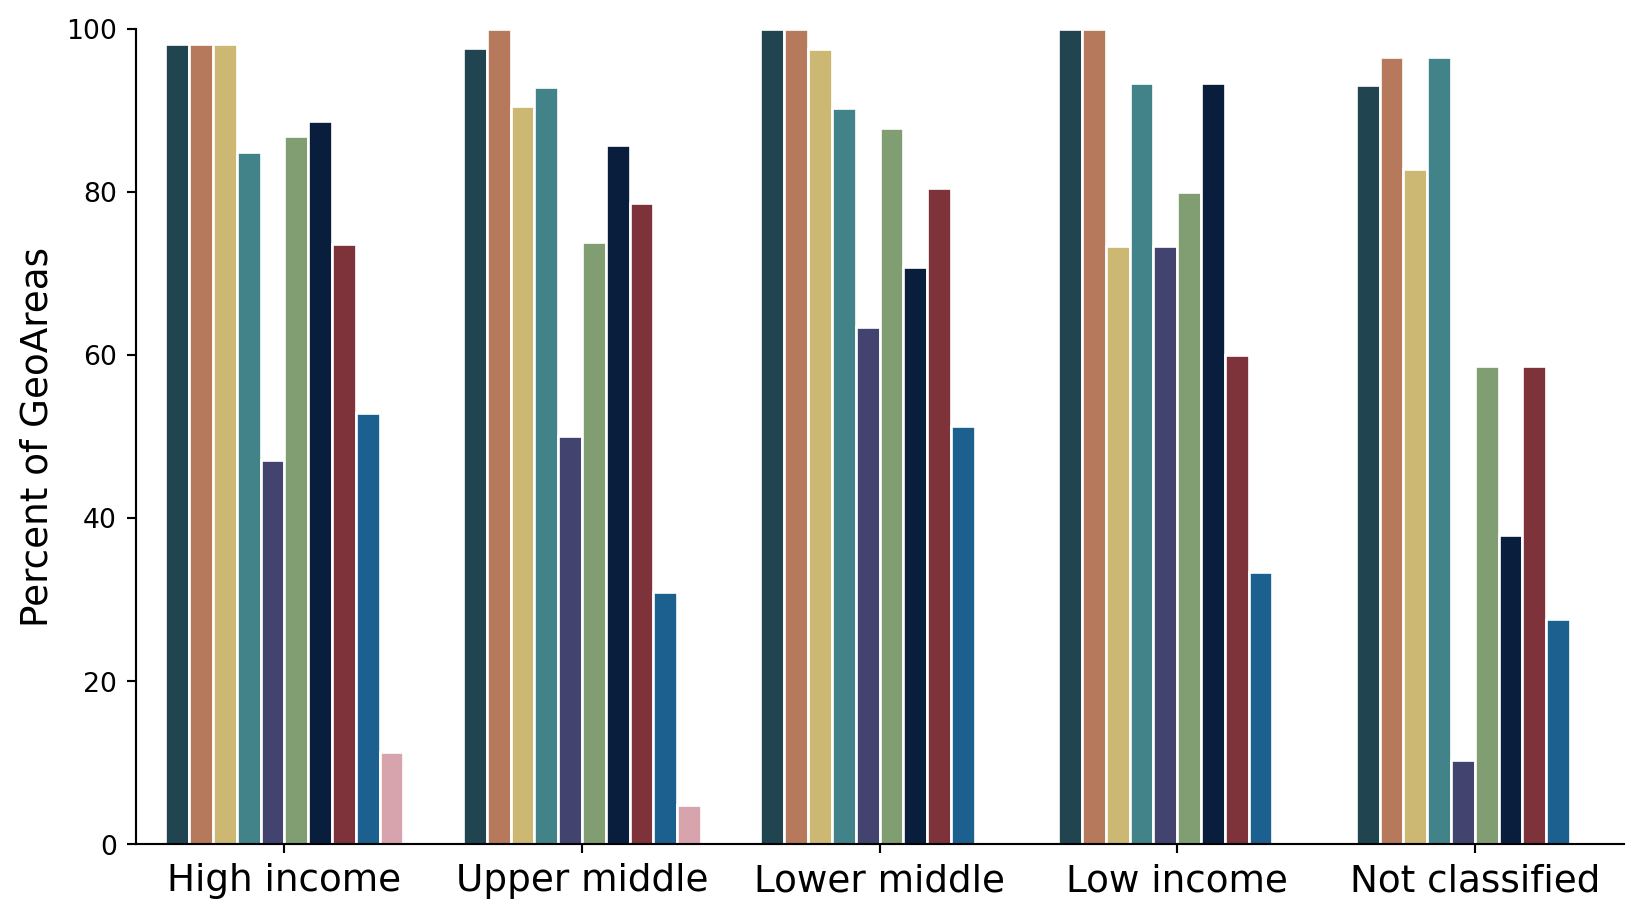 Percent of GeoAreas
100
80
60
40
20
0
High income
Upper middle
Lower middle
Low income
Not classified